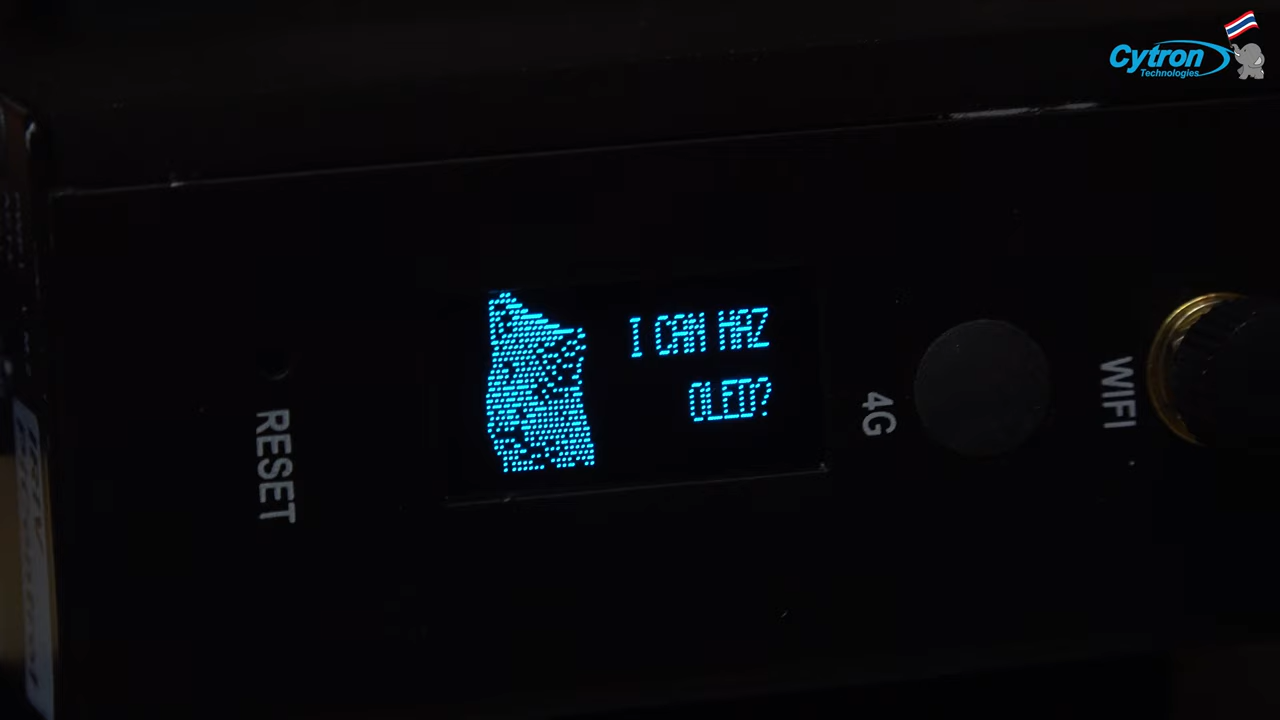 Cytron
Technologies
I CAN HAZ
OLED?
RESET
4G
WIFI